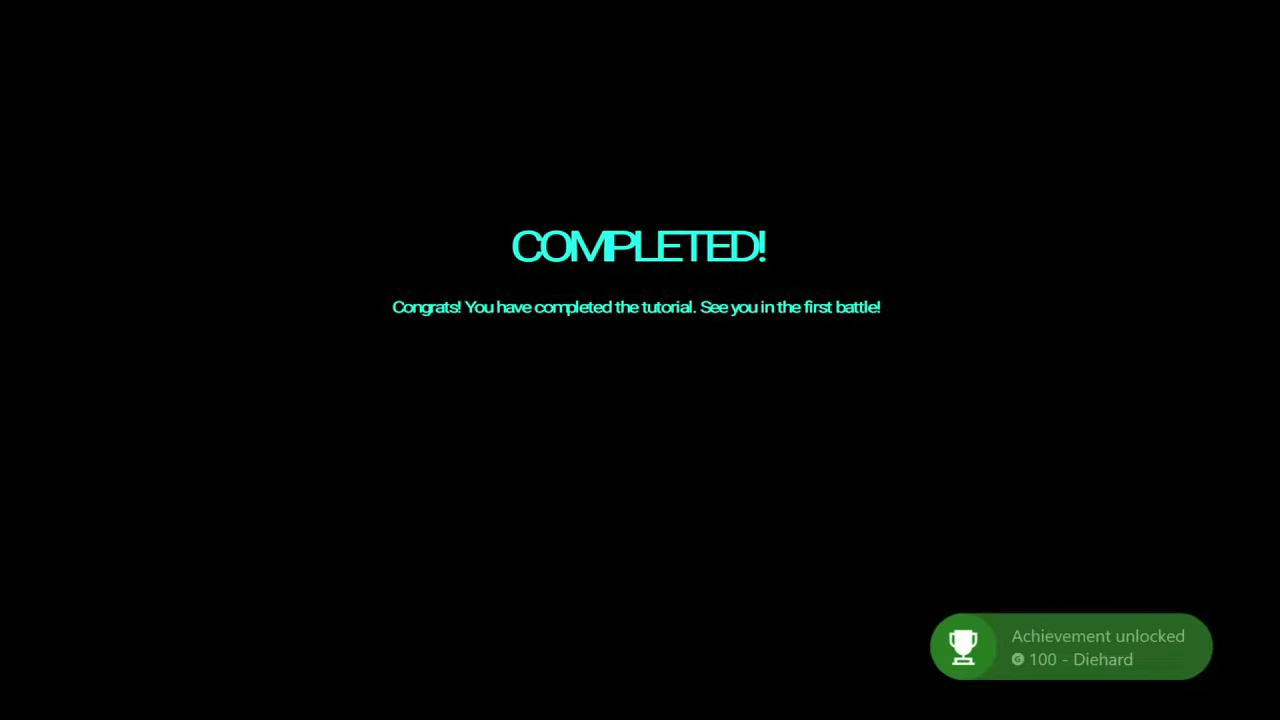 COMPLETED!
Congrats! You have completed the tutorial. See you in the first battle!
Achievement unlocked
G 100 - Diehard